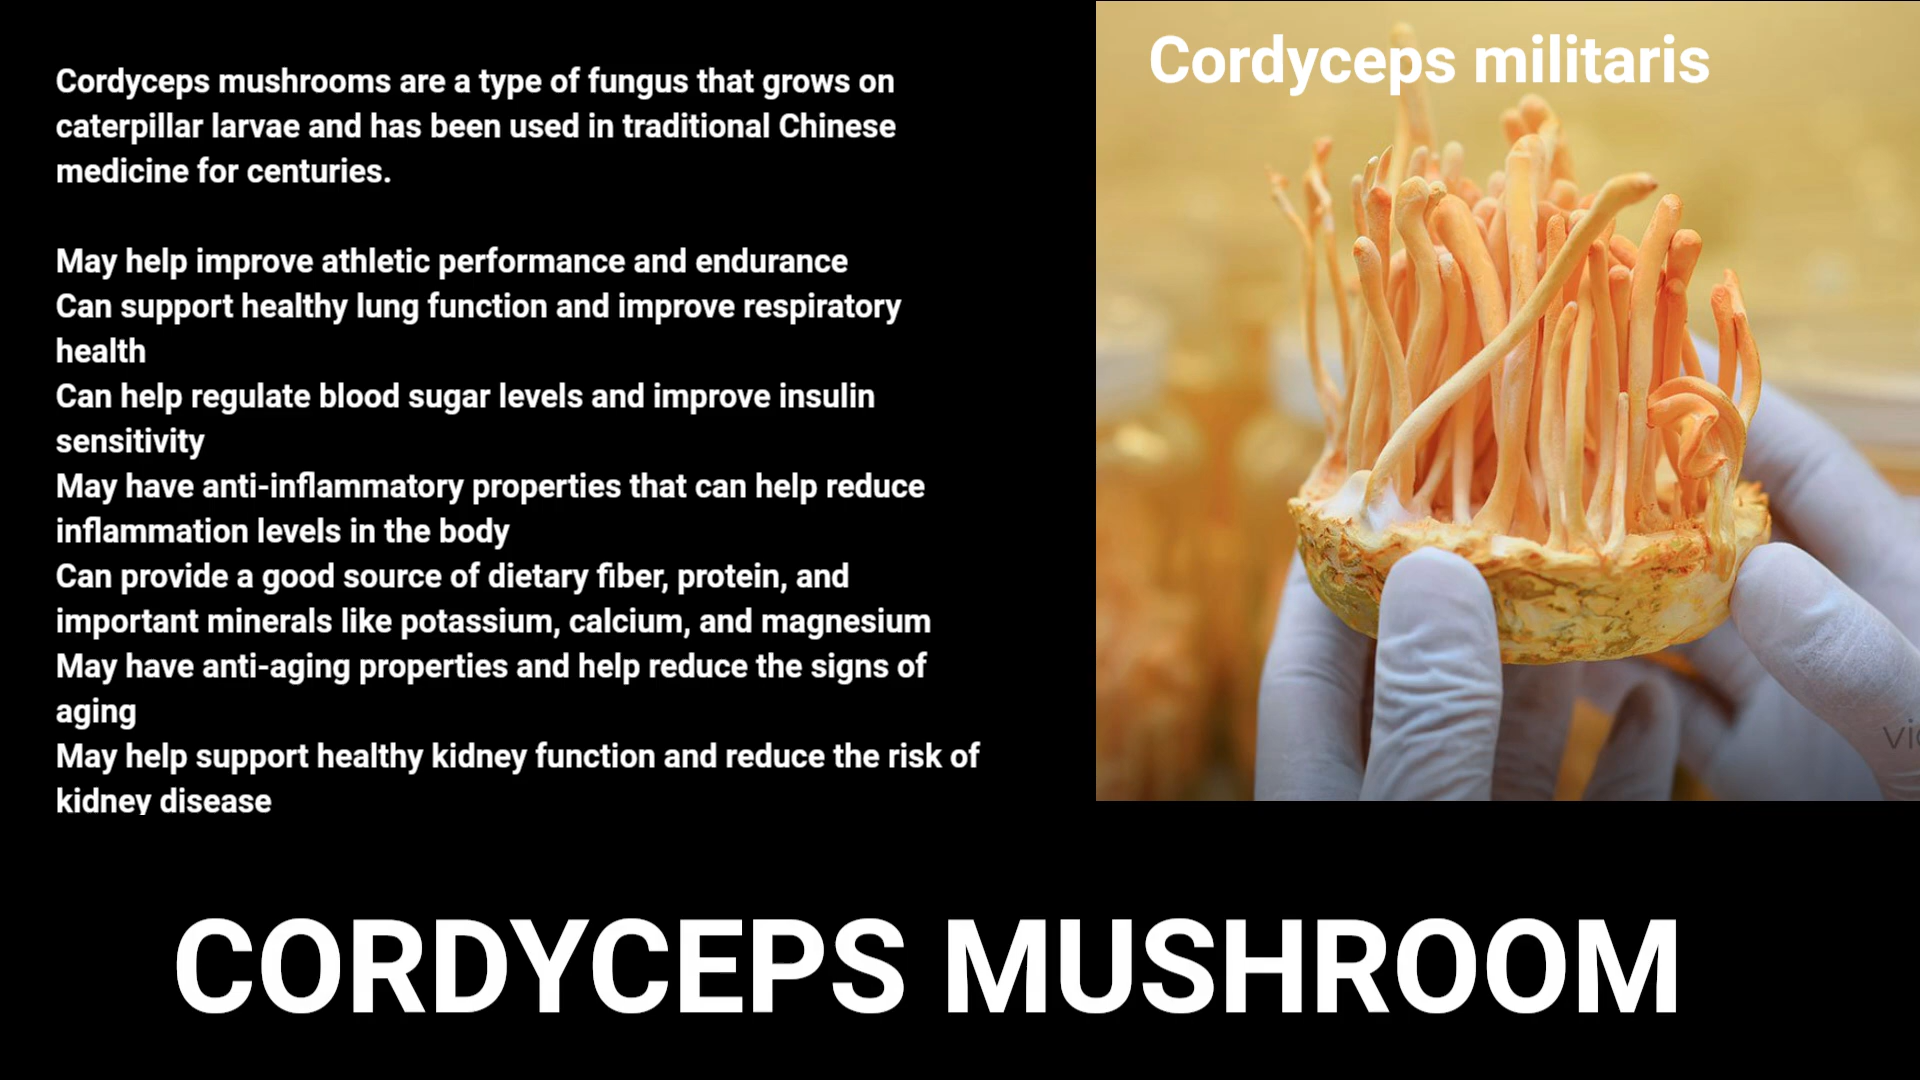 Cordyceps militaris
Cordyceps mushrooms are a type of fungus that grows on
caterpillar larvae and has been used in traditional Chinese
medicine for centuries.
May help improve athletic performance and endurance
Can support healthy lung function and improve respiratory
health
Can help regulate blood sugar levels and improve insulin
sensitivity
May have anti-inflammatory properties that can help reduce
inflammation levels in the body
Can provide a good source of dietary fiber, protein, and
important minerals like potassium, calcium, and magnesium
May have anti-aging properties and help reduce the signs of
aging
May help support healthy kidney function and reduce the risk of
kidney disease
CORDYCEPS MUSHROOM